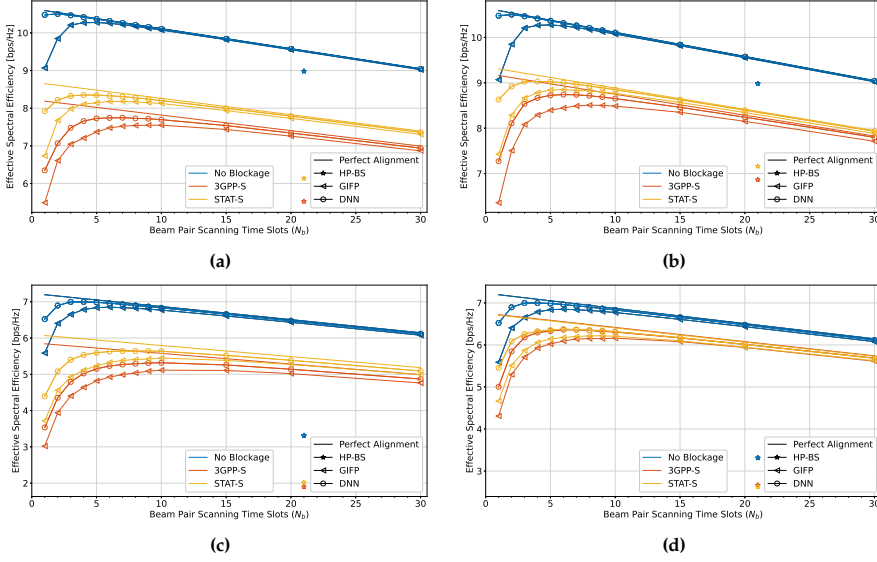 Effective Spectral Efficiency [bps/Hz]
11
10
9
8
7
6
No Blockage
3GPP-S
STAT-S
Perfect Alignment
HP-BS
GIFP
DNN
0 5 10 15 20 25 30
Beam Pair Scanning Time Slots (N_b)
(a)
Effective Spectral Efficiency [bps/Hz]
10
9
8
7
6
No Blockage
3GPP-S
STAT-S
Perfect Alignment
HP-BS
GIFP
DNN
0 5 10 15 20 25 30
Beam Pair Scanning Time Slots (N_b)
(b)
Effective Spectral Efficiency [bps/Hz]
7
6
5
4
3
2
No Blockage
3GPP-S
STAT-S
Perfect Alignment
HP-BS
GIFP
DNN
0 5 10 15 20 25 30
Beam Pair Scanning Time Slots (N_b)
(c)
Effective Spectral Efficiency [bps/Hz]
7
6
5
4
3
No Blockage
3GPP-S
STAT-S
Perfect Alignment
HP-BS
GIFP
DNN
0 5 10 15 20 25 30
Beam Pair Scanning Time Slots (N_b)
(d)